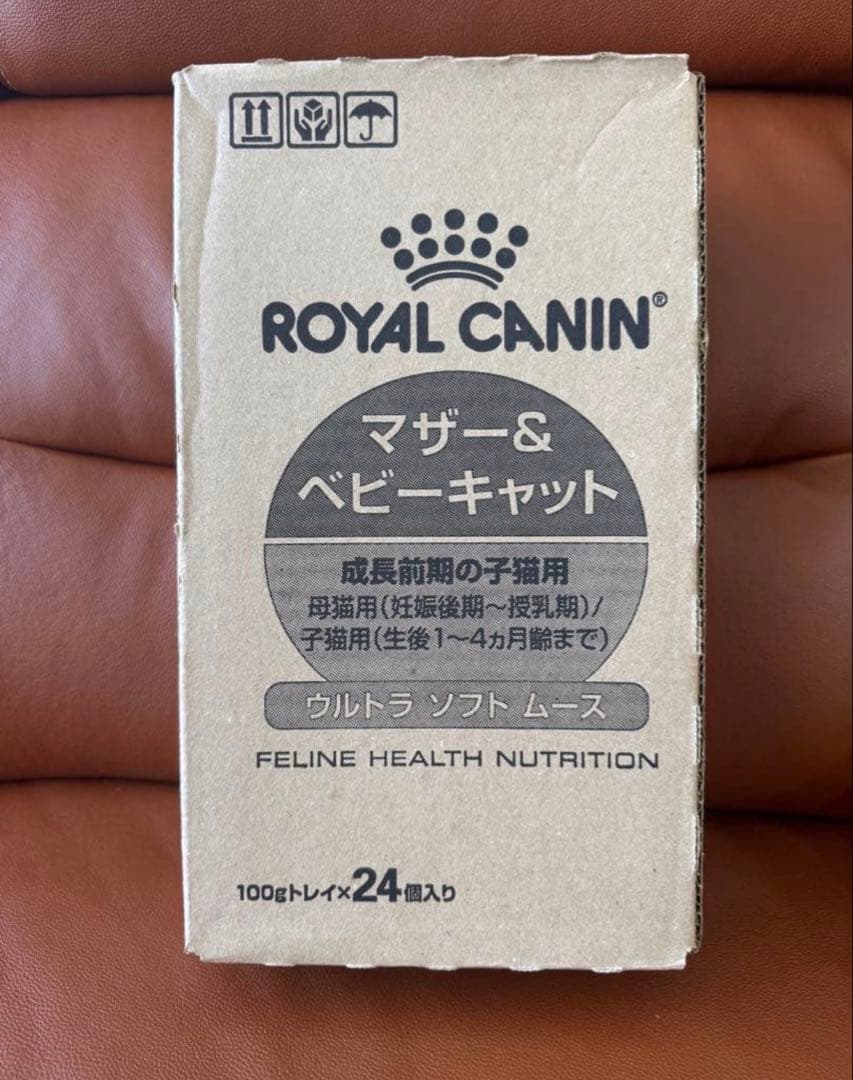 ROYAL CANIN®
マザー&
ベビーキャット
成長前期の子猫用
母猫用(妊娠後期〜授乳期)/
子猫用(生後1〜4ヵ月齢まで)
ウルトラ ソフト ムース
FELINE HEALTH NUTRITION
100gトレイ×24個入り